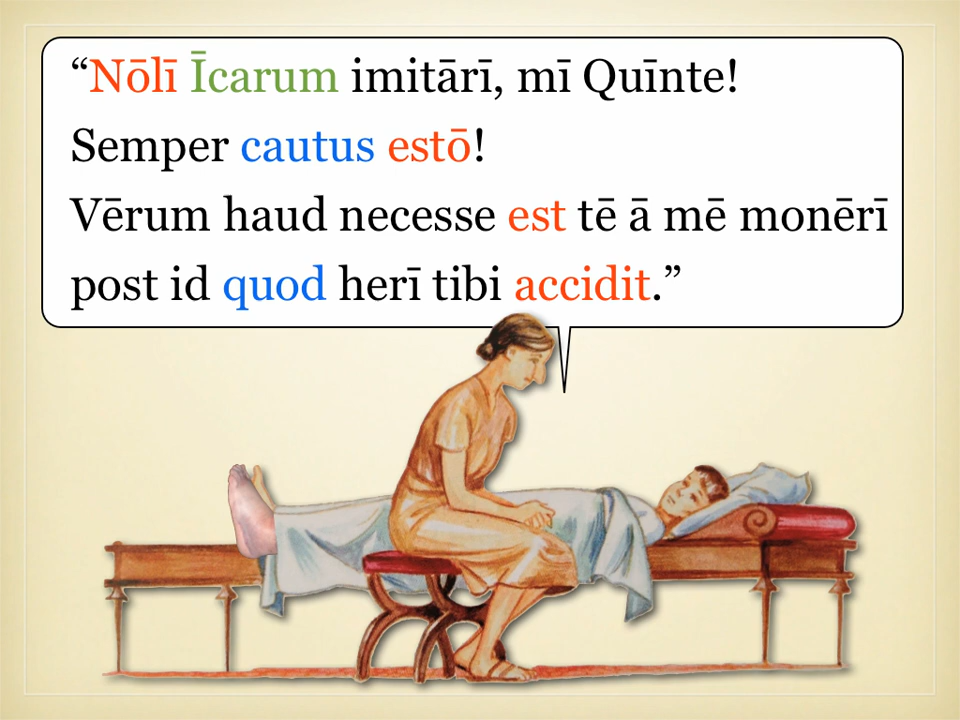 “Nōlī Īcarum imitārī, mī Quīnte!
Semper cautus estō!
Vērum haud necesse est tē ā mē monērī
post id quod herī tibi accidit.”